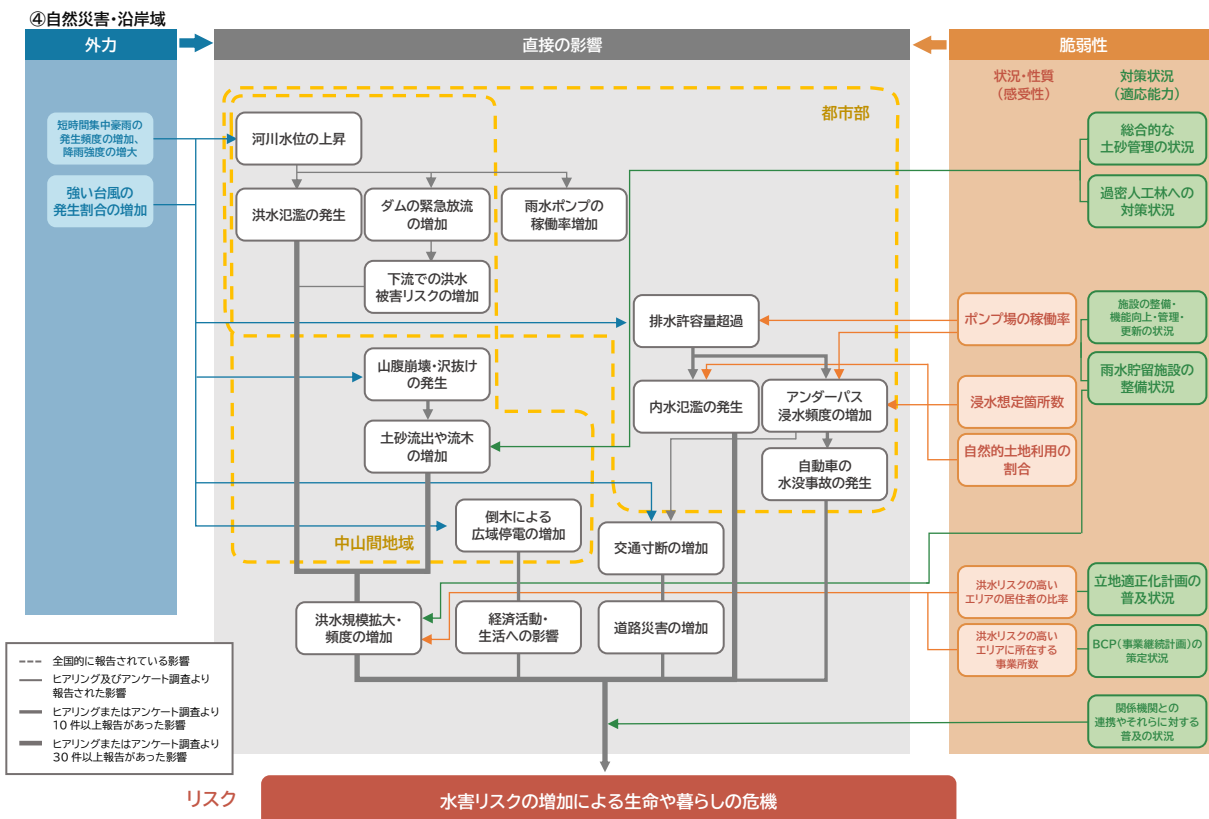 ④自然災害・沿岸域
外力
直接の影響
脆弱性
状況・性質
（感受性）
対策状況
（適応能力）
都市部
短時間集中豪雨の
発生頻度の増加、
降雨強度の増大
強い台風の
発生割合の増加
河川水位の上昇
洪水氾濫の発生
ダムの緊急放流
の増加
雨水ポンプの
稼働率増加
下流での洪水
被害リスクの増加
排水許容量超過
山腹崩壊・沢抜け
の発生
内水氾濫の発生
アンダーパス
浸水頻度の増加
土砂流出や流木
の増加
自動車の
水没事故の発生
倒木による
広域停電の増加
中山間地域
交通寸断の増加
洪水規模拡大・
頻度の増加
経済活動・
生活への影響
道路災害の増加
総合的な
土砂管理の状況
過密人工林への
対策状況
ポンプ場の稼働率
施設の整備・
機能向上・管理・
更新の状況
雨水貯留施設の
整備状況
浸水想定箇所数
自然的土地利用の
割合
洪水リスクの高い
エリアの居住者の比率
立地適正化計画の
普及状況
洪水リスクの高い
エリアに所在する
事業所数
BCP（事業継続計画）の
策定状況
関係機関との
連携やそれらに対する
普及の状況
全国的に報告されている影響
ヒアリング及びアンケート調査より
報告された影響
ヒアリングまたはアンケート調査より
10 件以上報告があった影響
ヒアリングまたはアンケート調査より
30 件以上報告があった影響
リスク
水害リスクの増加による生命や暮らしの危機